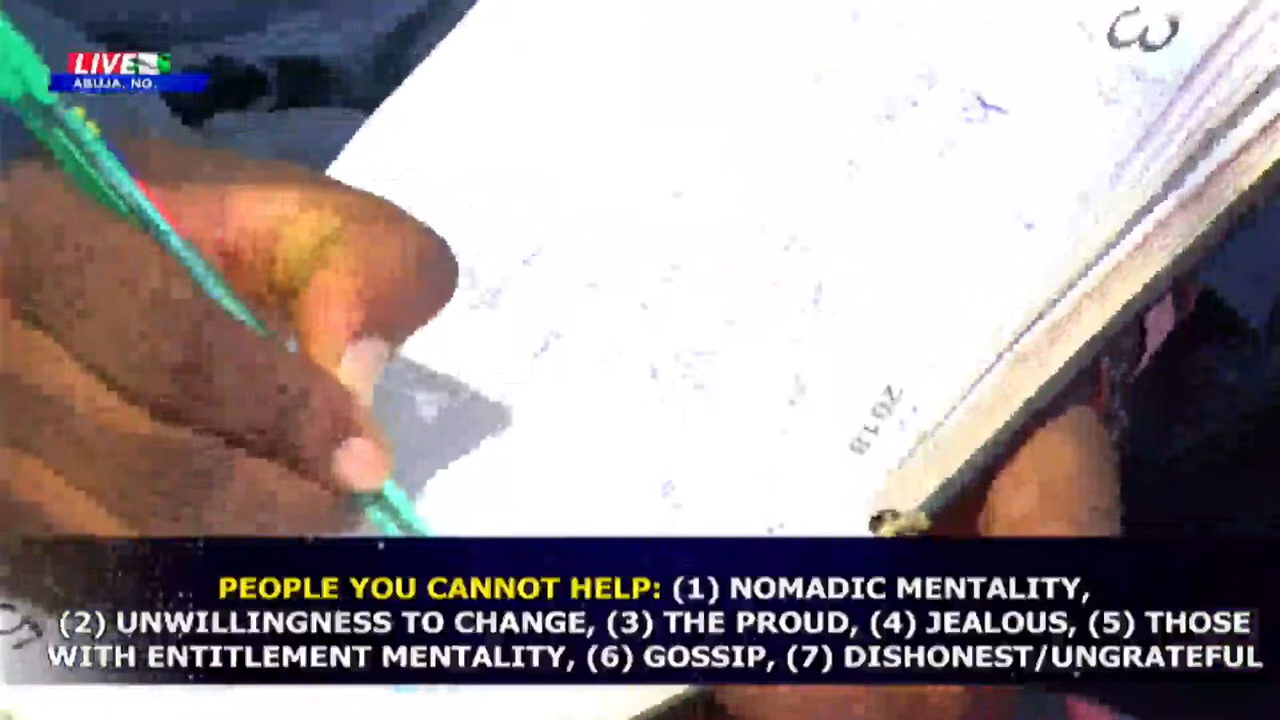 LIVE
ABUJA, NG.
3
2018
PEOPLE YOU CANNOT HELP: (1) NOMADIC MENTALITY,
(2) UNWILLINGNESS TO CHANGE, (3) THE PROUD, (4) JEALOUS, (5) THOSE
WITH ENTITLEMENT MENTALITY, (6) GOSSIP, (7) DISHONEST/UNGRATEFUL